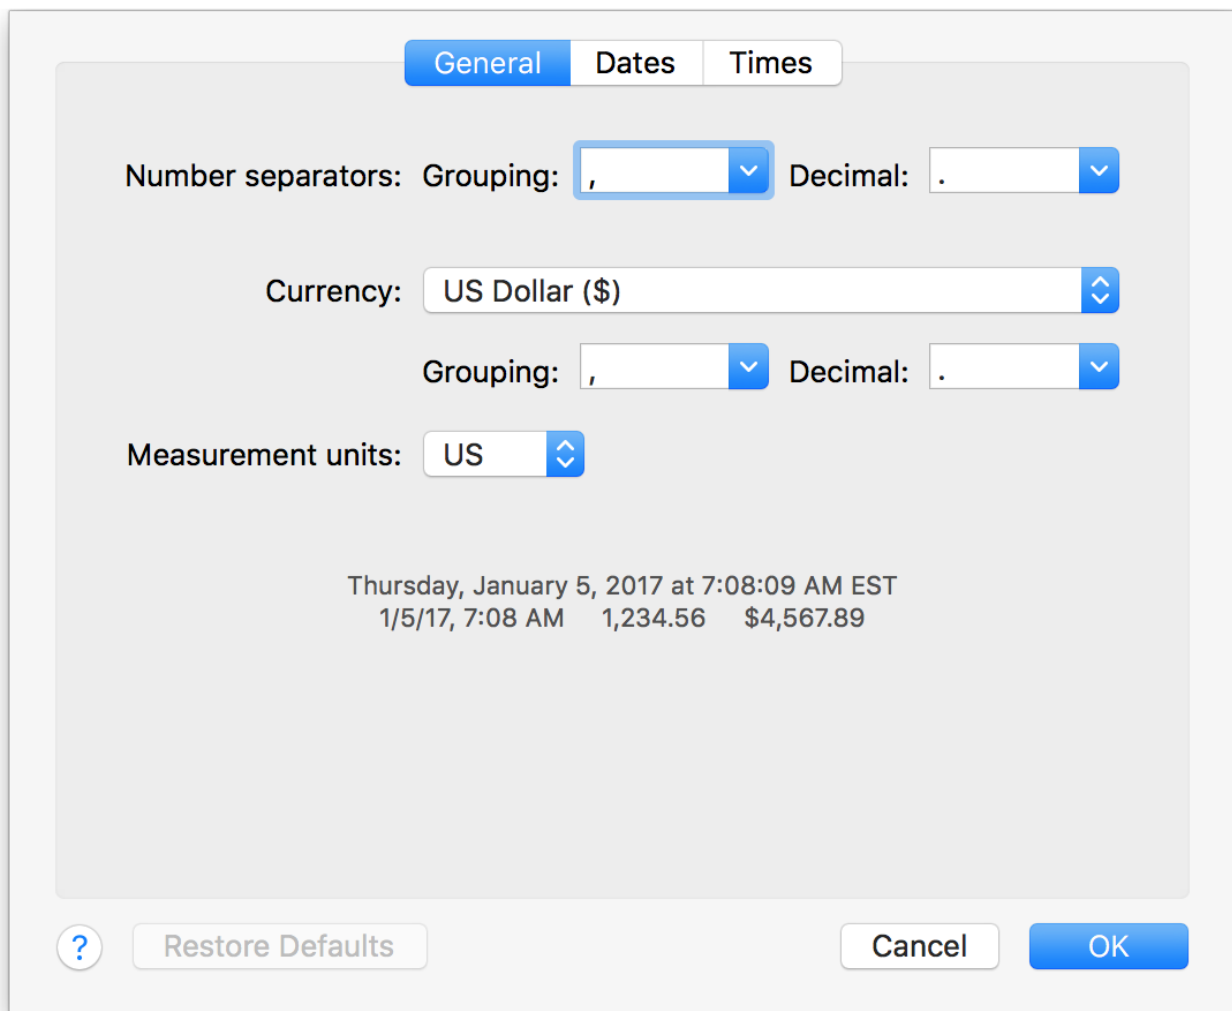 General Dates Times
Number separators: Grouping: , Decimal: .
Currency: US Dollar ($)
Grouping: , Decimal: .
Measurement units: US
Thursday, January 5, 2017 at 7:08:09 AM EST
1/5/17, 7:08 AM 1,234.56 $4,567.89
? Restore Defaults Cancel OK